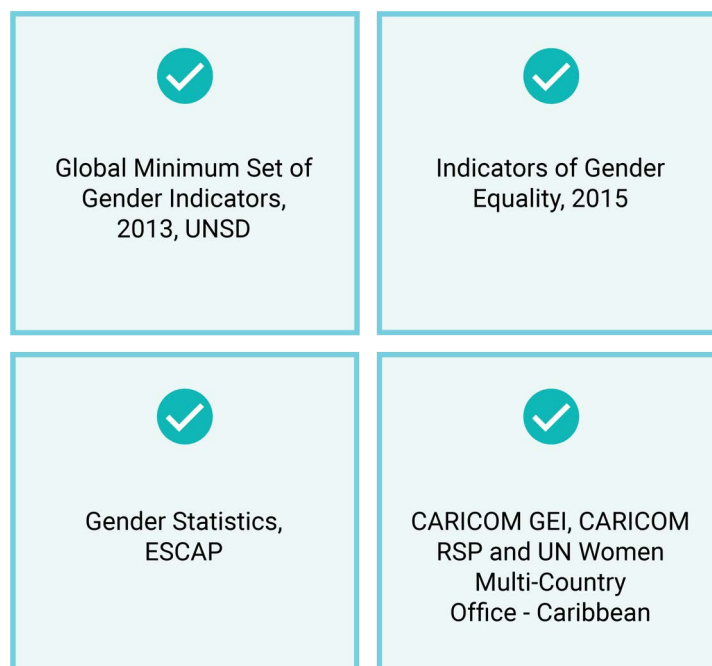 Global Minimum Set of
Gender Indicators,
2013, UNSD
Indicators of Gender
Equality, 2015
Gender Statistics,
ESCAP
CARICOM GEI, CARICOM
RSP and UN Women
Multi-Country
Office - Caribbean